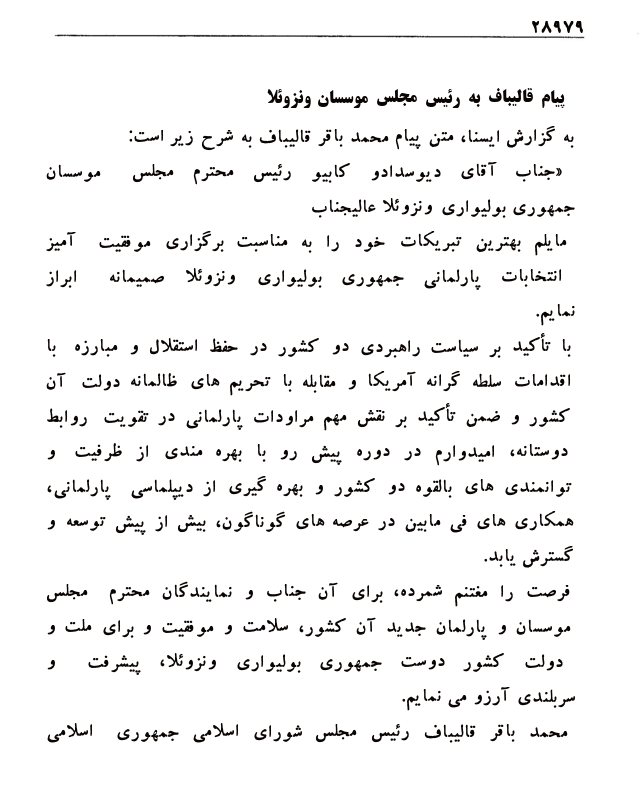 ۲۸۹۷۹
پیام قالیباف به رئیس مجلس موسسان ونزوئلا
به گزارش ایسنا، متن پیام محمد باقر قالیباف به شرح زیر است:
«جناب آقای دیوسدادو کابیو رئیس محترم مجلس موسسان
جمهوری بولیواری ونزوئلا عالیجناب
مایلم بهترین تبریکات خود را به مناسبت برگزاری موفقیت آمیز
انتخابات پارلمانی جمهوری بولیواری ونزوئلا صمیمانه ابراز
نمایم.
با تأکید بر سیاست راهبردی دو کشور در حفظ استقلال و مبارزه با
اقدامات سلطه گرانه آمریکا و مقابله با تحریم های ظالمانه دولت آن
کشور و ضمن تأکید بر نقش مهم مراودات پارلمانی در تقویت روابط
دوستانه، امیدوارم در دوره پیش رو با بهره مندی از ظرفیت و
توانمندی های بالقوه دو کشور و بهره گیری از دیپلماسی پارلمانی،
همکاری های فی مابین در عرصه های گوناگون، بیش از پیش توسعه و
گسترش یابد.
فرصت را مغتنم شمرده، برای آن جناب و نمایندگان محترم مجلس
موسسان و پارلمان جدید آن کشور، سلامت و موفقیت و برای ملت و
دولت کشور دوست جمهوری بولیواری ونزوئلا، پیشرفت و
سربلندی آرزو می نمایم.
محمد باقر قالیباف رئیس مجلس شورای اسلامی جمهوری اسلامی